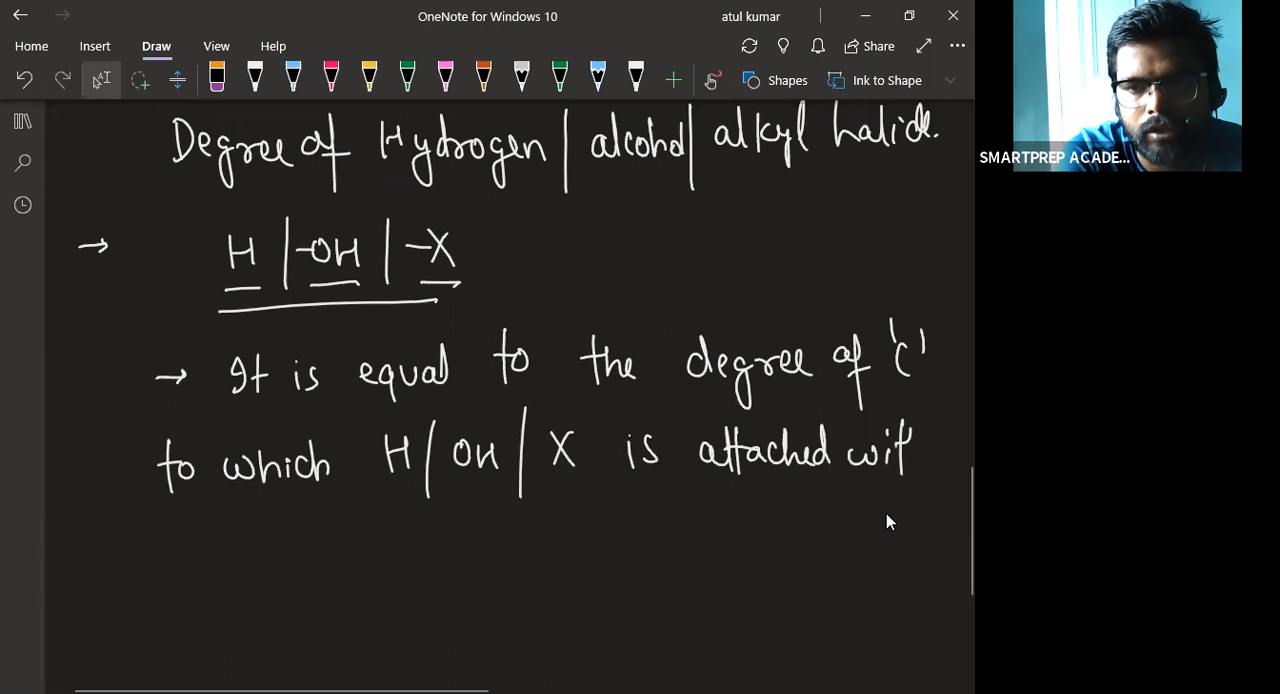 OneNote for Windows 10
atul kumar
Home Insert Draw View Help
Share
Shapes
Ink to Shape
SMARTPREP ACADE...
Degree of Hydrogen | alcohol | alkyl halide.
→ H | -OH | -X
→ It is equal to the degree of 'C'
to which H / OH / X is attached wit